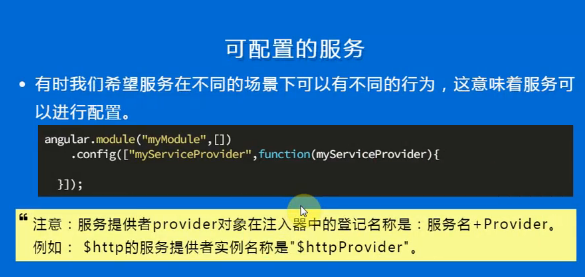 可配置的服务
• 有时我们希望服务在不同的场景下可以有不同的行为，这意味着服务可
以进行配置。
angular.module("myModule",[])
.config(["myServiceProvider",function(myServiceProvider){
}]);
“ 注意：服务提供者provider对象在注入器中的登记名称是：服务名+Provider。
例如： $http的服务提供者实例名称是"$httpProvider"。